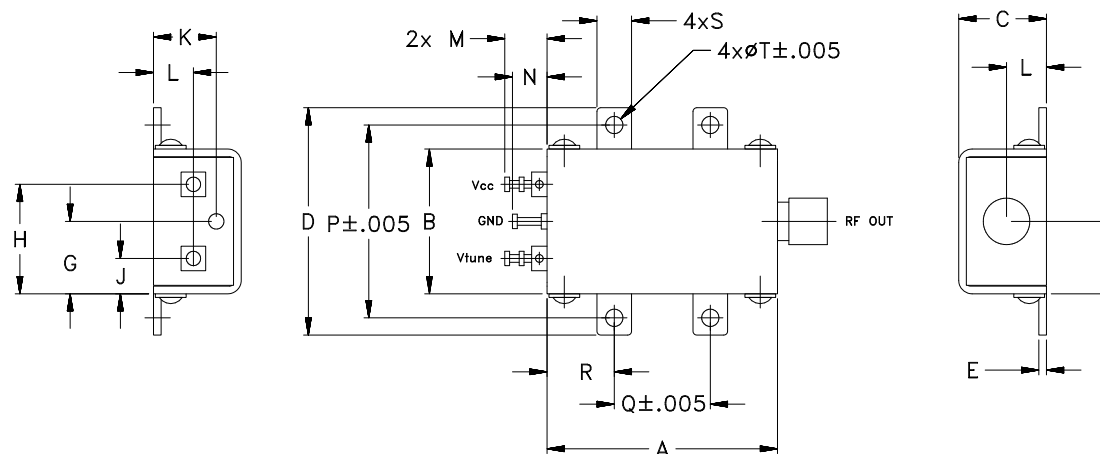 K
4xS
C
2x M
4xøT±.005
L
N
L
Vcc
H
G
J
D
P±.005
B
GND
RF OUT
Vtune
E
R
Q±.005
A